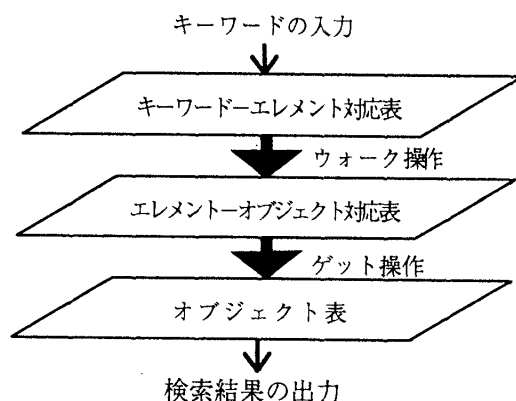 キーワードの入力
キーワードーエレメント対応表
ウォーク操作
エレメントーオブジェクト対応表
ゲット操作
オブジェクト表
検索結果の出力